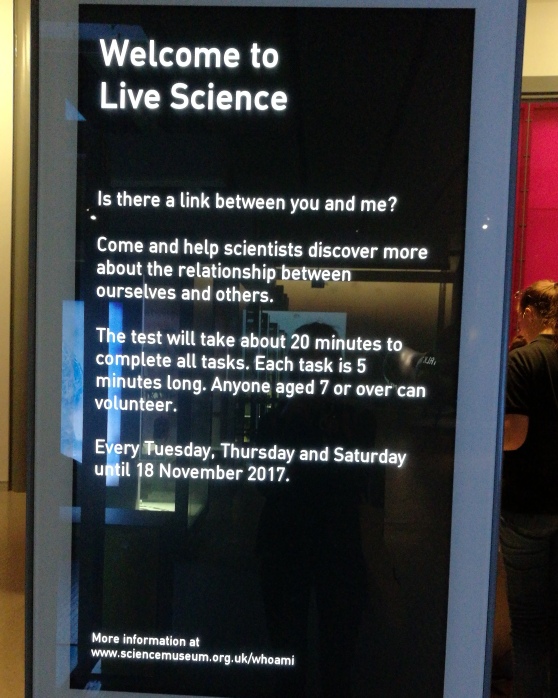 Welcome to
Live Science
Is there a link between you and me?
Come and help scientists discover more
about the relationship between
ourselves and others.
The test will take about 20 minutes to
complete all tasks. Each task is 5
minutes long. Anyone aged 7 or over can
volunteer.
Every Tuesday, Thursday and Saturday
until 18 November 2017.
More information at
www.sciencemuseum.org.uk/whoami